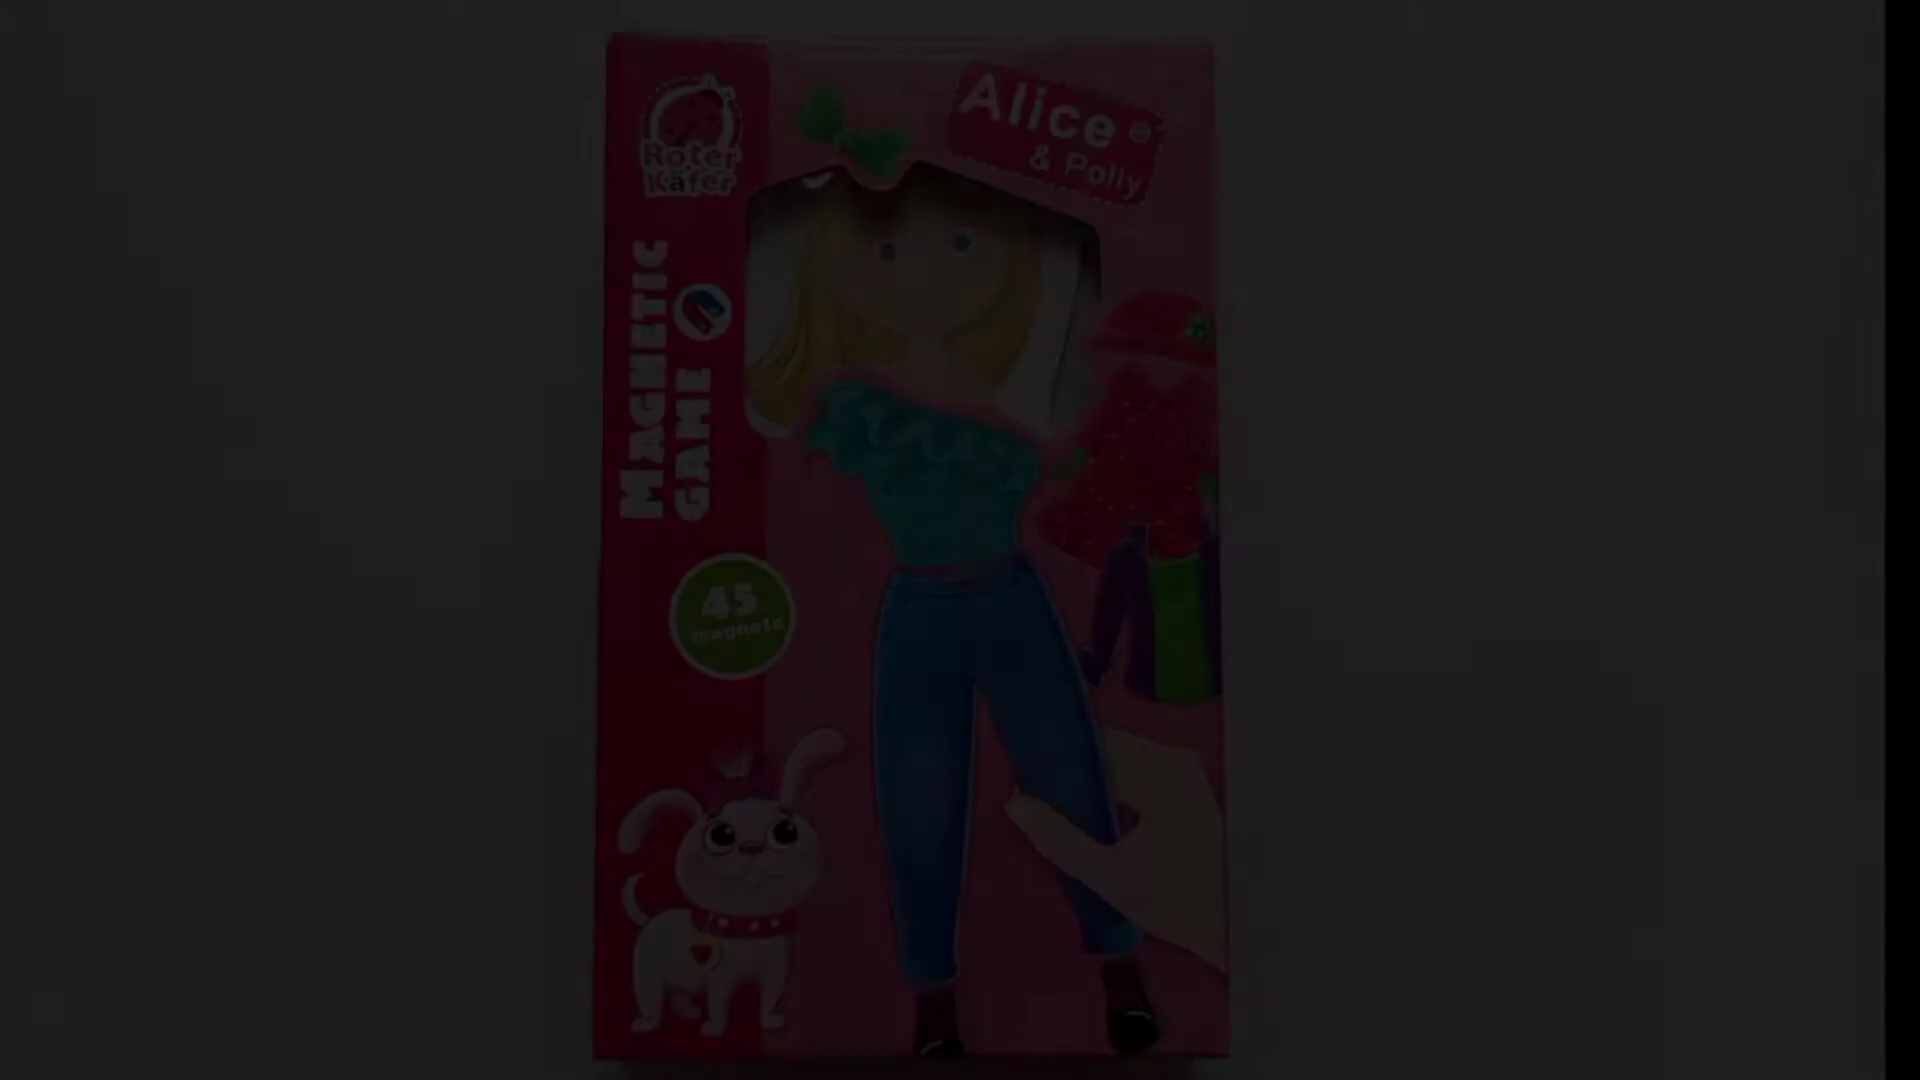 Roter
Käfer
Alice
& Polly
MAGNETIC
GAME
45
magnets